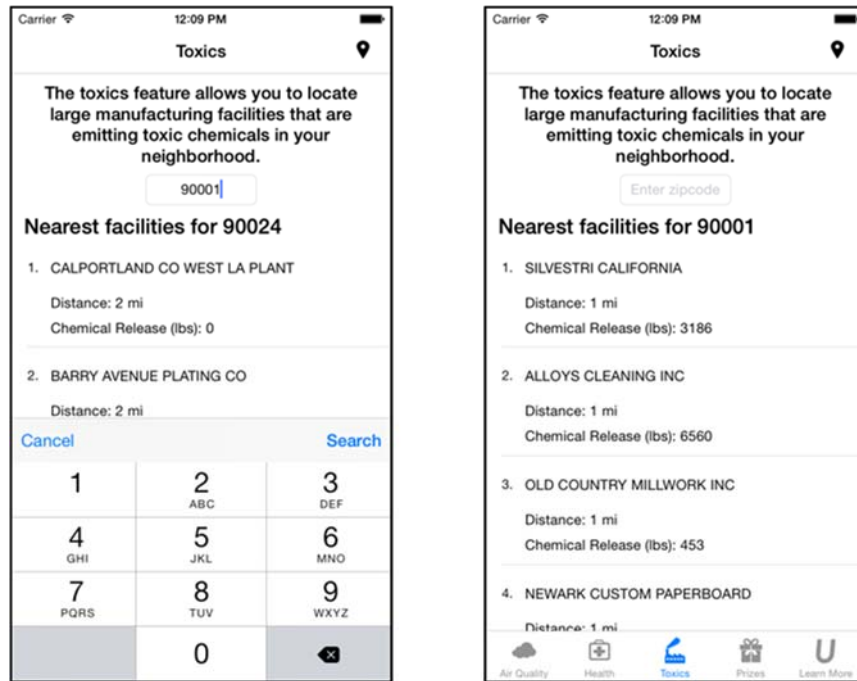 Carrier 12:09 PM
Toxics
The toxics feature allows you to locate
large manufacturing facilities that are
emitting toxic chemicals in your
neighborhood.
90001
Nearest facilities for 90024
1. CALPORTLAND CO WEST LA PLANT
Distance: 2 mi
Chemical Release (lbs): 0
2. BARRY AVENUE PLATING CO
Distance: 2 mi
Cancel Search
1 2 3
ABC DEF
4 5 6
GHI JKL MNO
7 8 9
PQRS TUV WXYZ
0
Carrier 12:09 PM
Toxics
The toxics feature allows you to locate
large manufacturing facilities that are
emitting toxic chemicals in your
neighborhood.
Enter zipcode
Nearest facilities for 90001
1. SILVESTRI CALIFORNIA
Distance: 1 mi
Chemical Release (lbs): 3186
2. ALLOYS CLEANING INC
Distance: 1 mi
Chemical Release (lbs): 6560
3. OLD COUNTRY MILLWORK INC
Distance: 1 mi
Chemical Release (lbs): 453
4. NEWARK CUSTOM PAPERBOARD
Distance: 1 mi
Air Quality Health Toxics Prizes Learn More